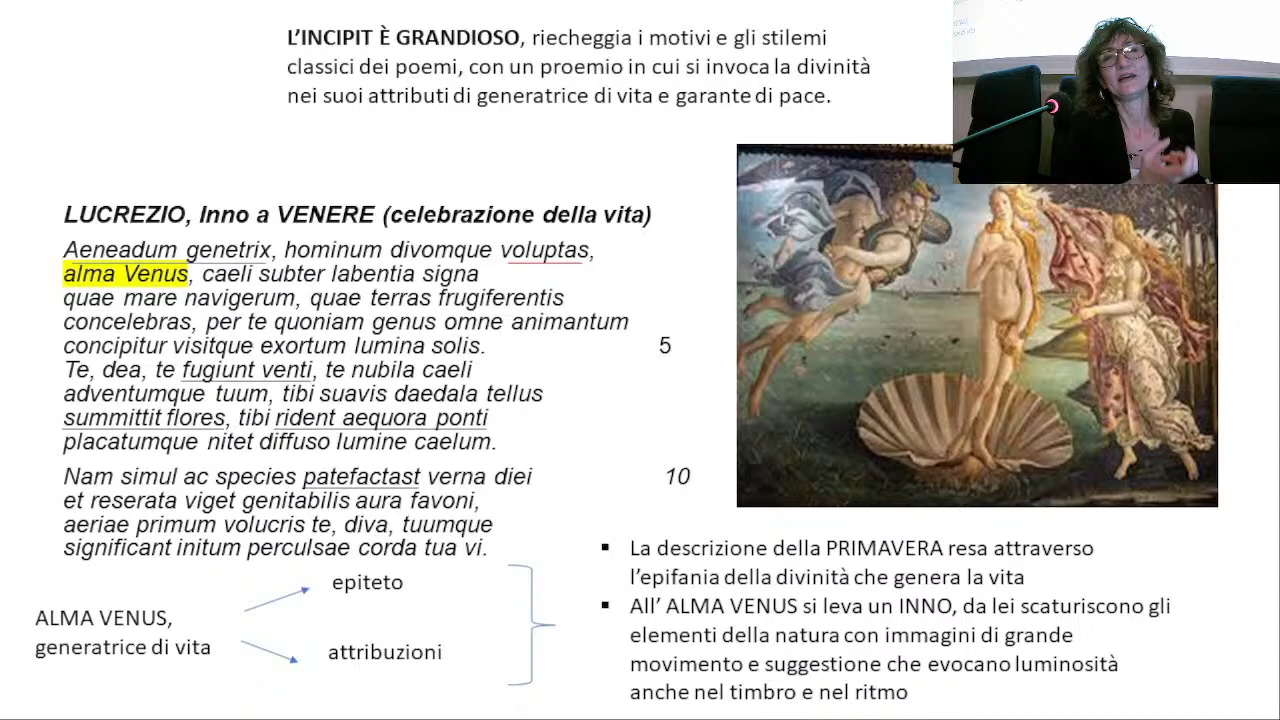 L'INCIPIT È GRANDIOSO, riecheggia i motivi e gli stilemi
classici dei poemi, con un proemio in cui si invoca la divinità
nei suoi attributi di generatrice di vita e garante di pace.
LUCREZIO, Inno a VENERE (celebrazione della vita)
Aeneadum genetrix, hominum divomque voluptas,
alma Venus, caeli subter labentia signa
quae mare navigerum, quae terras frugiferentis
concelebras, per te quoniam genus omne animantum
concipitur visitque exortum lumina solis. 5
Te, dea, te fugiunt venti, te nubila caeli
adventumque tuum, tibi suavis daedala tellus
summittit flores, tibi rident aequora ponti
placatumque nitet diffuso lumine caelum.
Nam simul ac species patefactast verna diei 10
et reserata viget genitabilis aura favoni,
aeriae primum volucris te, diva, tuumque
significant initum perculsae corda tua vi.
ALMA VENUS,
generatrice di vita
epiteto
attribuzioni
▪ La descrizione della PRIMAVERA resa attraverso
l'epifania della divinità che genera la vita
▪ All' ALMA VENUS si leva un INNO, da lei scaturiscono gli
elementi della natura con immagini di grande
movimento e suggestione che evocano luminosità
anche nel timbro e nel ritmo